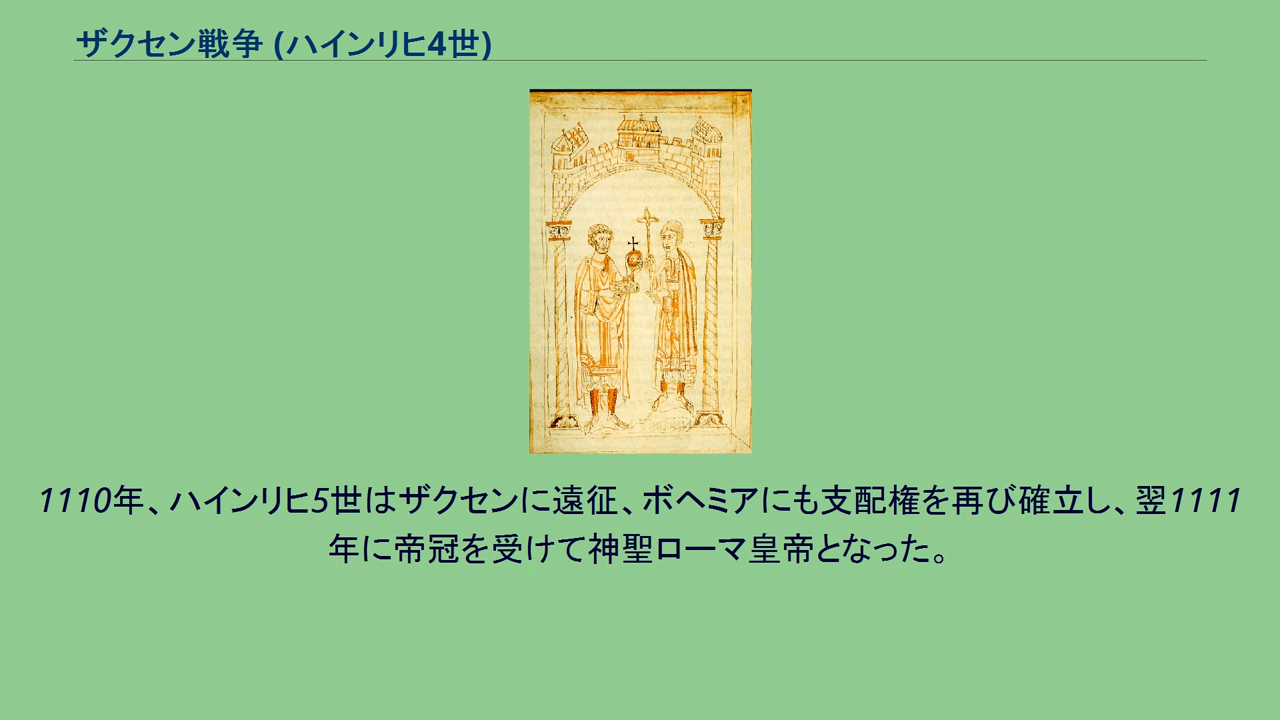 ザクセン戦争 (ハインリヒ4世)
1110年、ハインリヒ5世はザクセンに遠征、ボヘミアにも支配権を再び確立し、翌1111
年に帝冠を受けて神聖ローマ皇帝となった。